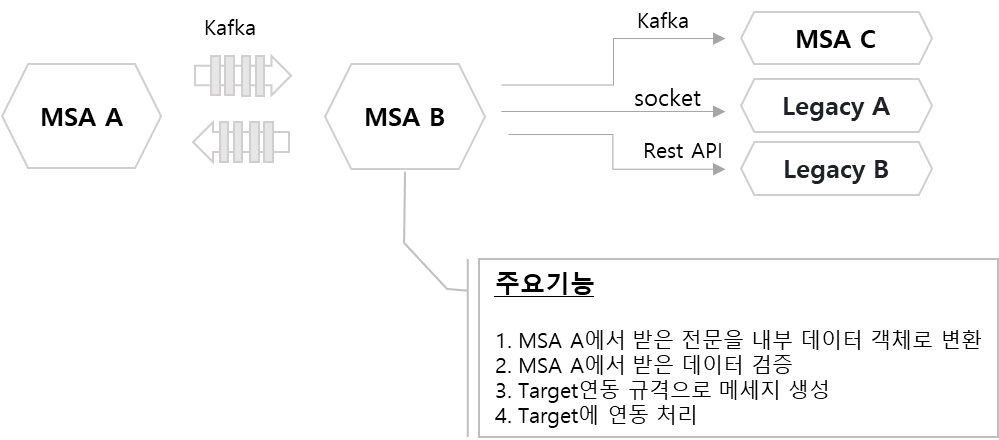 Kafka
Kafka
MSA C
MSA A
MSA B
socket
Legacy A
Rest API
Legacy B
주요기능
1. MSA A에서 받은 전문을 내부 데이터 객체로 변환
2. MSA A에서 받은 데이터 검증
3. Target연동 규격으로 메세지 생성
4. Target에 연동 처리